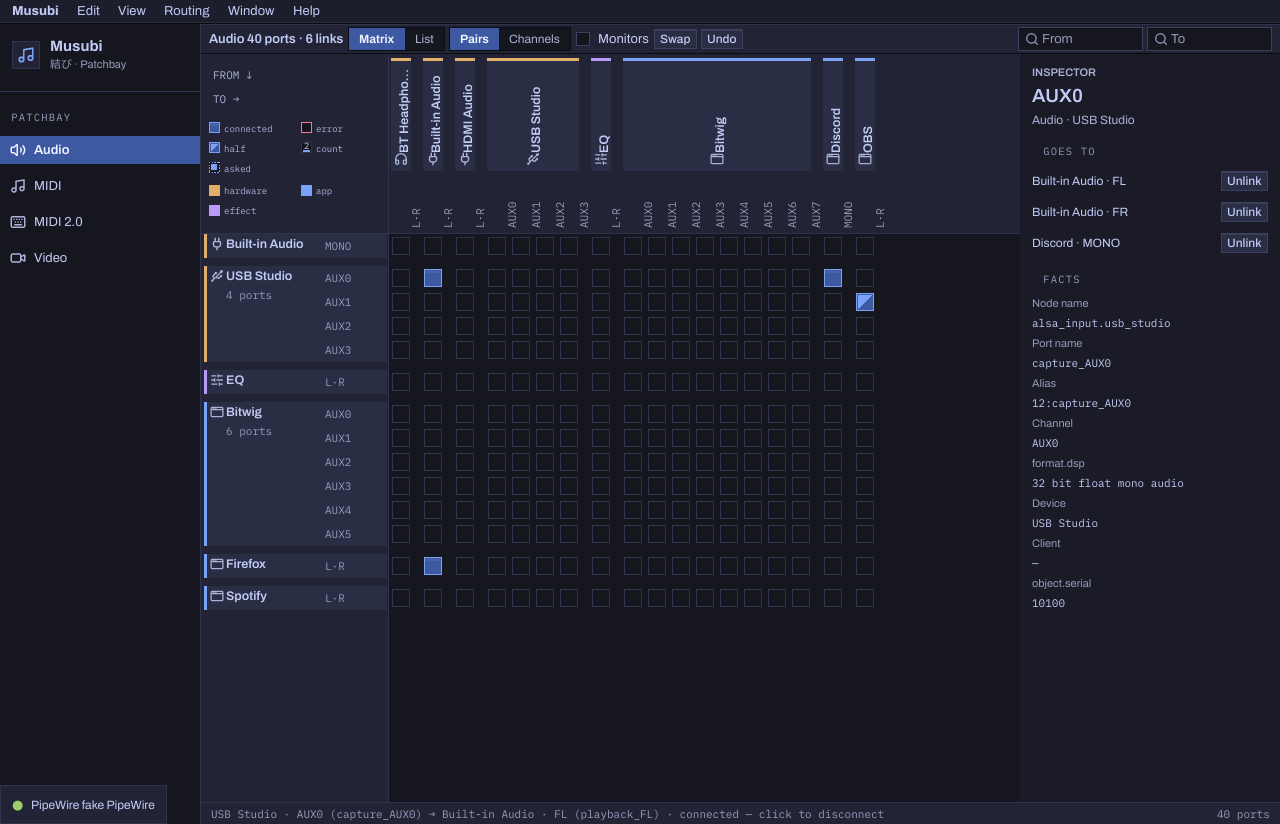 Musubi Edit View Routing Window Help
Musubi
結び · Patchbay
PATCHBAY
Audio
MIDI
MIDI 2.0
Video
PipeWire fake PipeWire
Audio 40 ports · 6 links Matrix List Pairs Channels Monitors Swap Undo From To
FROM ↓
TO →
connected error
half 2 count
asked
hardware app
effect
BT Headpho… Built-in Audio HDMI Audio USB Studio EQ Bitwig Discord OBS
L·R L·R L·R AUX0 AUX1 AUX2 AUX3 L·R AUX0 AUX1 AUX2 AUX3 AUX4 AUX5 AUX6 AUX7 MONO L·R
Built-in Audio MONO
USB Studio AUX0
4 ports AUX1
AUX2
AUX3
EQ L·R
Bitwig AUX0
6 ports AUX1
AUX2
AUX3
AUX4
AUX5
Firefox L·R
Spotify L·R
INSPECTOR
AUX0
Audio · USB Studio
GOES TO
Built-in Audio · FL Unlink
Built-in Audio · FR Unlink
Discord · MONO Unlink
FACTS
Node name
alsa_input.usb_studio
Port name
capture_AUX0
Alias
12:capture_AUX0
Channel
AUX0
format.dsp
32 bit float mono audio
Device
USB Studio
Client
—
object.serial
10100
USB Studio · AUX0 (capture_AUX0) → Built-in Audio · FL (playback_FL) · connected — click to disconnect 40 ports